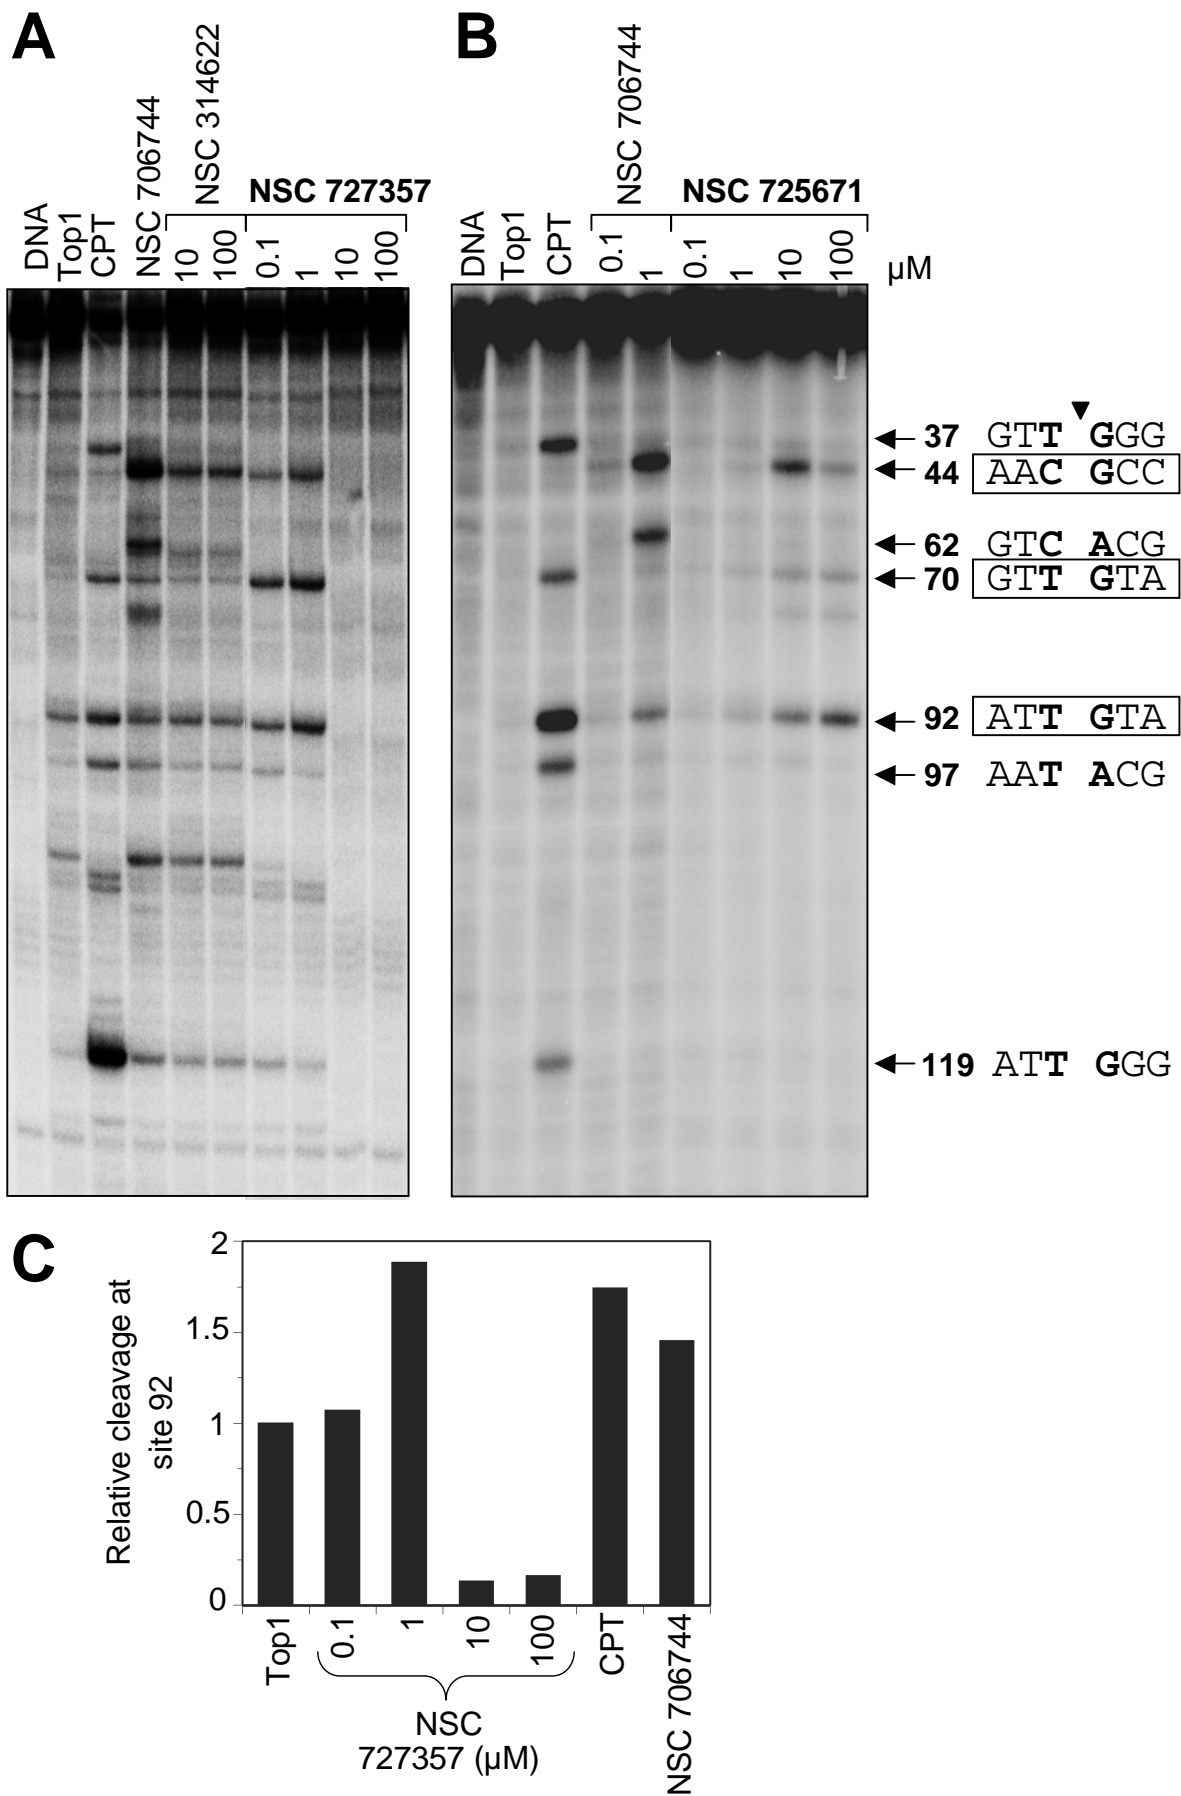 A
DNA
Top1
CPT
NSC 706744
NSC 314622
10
100
NSC 727357
0.1
1
10
100
B
DNA
Top1
CPT
NSC 706744
0.1
1
NSC 725671
0.1
1
10
100
µM
37 GTT GGG
44 AAC GCC
62 GTC ACG
70 GTT GTA
92 ATT GTA
97 AAT ACG
119 ATT GGG
C
Relative cleavage at
site 92
2
1.5
1
0.5
0
Top1
0.1
1
10
100
CPT
NSC 706744
NSC
727357 (µM)